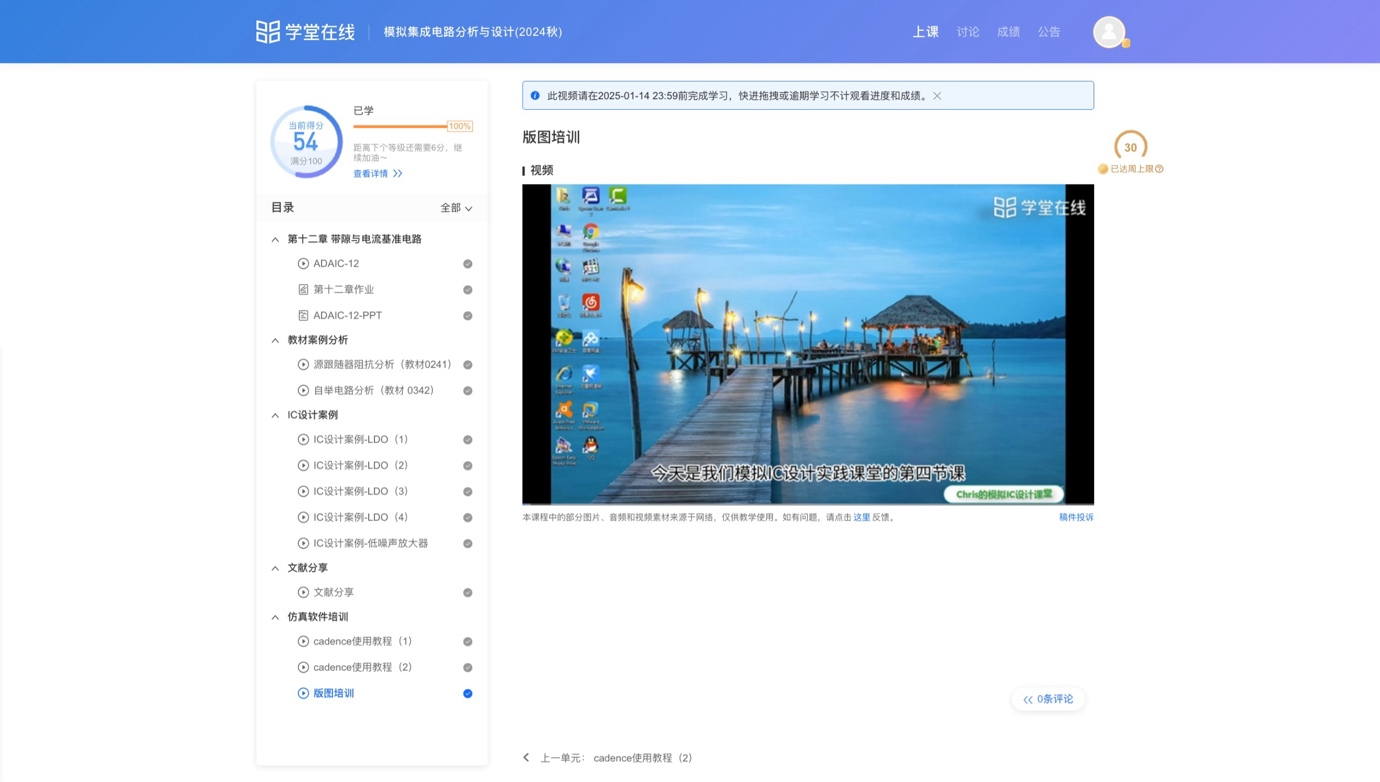 学堂在线
模拟集成电路分析与设计(2024秋)
上课 讨论 成绩 公告
当前得分
54
满分100
已学
100%
距离下个等级还需要6分，继
续加油～
查看详情
目录
全部
第十二章 带隙与电流基准电路
ADAIC-12
第十二章作业
ADAIC-12-PPT
教材案例分析
源跟随器阻抗分析（教材0241）
自举电路分析（教材 0342）
IC设计案例
IC设计案例-LDO（1）
IC设计案例-LDO（2）
IC设计案例-LDO（3）
IC设计案例-LDO（4）
IC设计案例-低噪声放大器
文献分享
文献分享
仿真软件培训
cadence使用教程（1）
cadence使用教程（2）
版图培训
此视频请在2025-01-14 23:59前完成学习，快进拖拽或逾期学习不计观看进度和成绩。
版图培训
30
已达周上限
视频
学堂在线
今天是我们模拟IC设计实践课堂的第四节课
Chris的模拟IC设计课堂
本课程中的部分图片、音频和视频素材来源于网络，仅供教学使用。如有问题，请点击 这里 反馈。
稿件投诉
0条评论
上一单元： cadence使用教程（2）